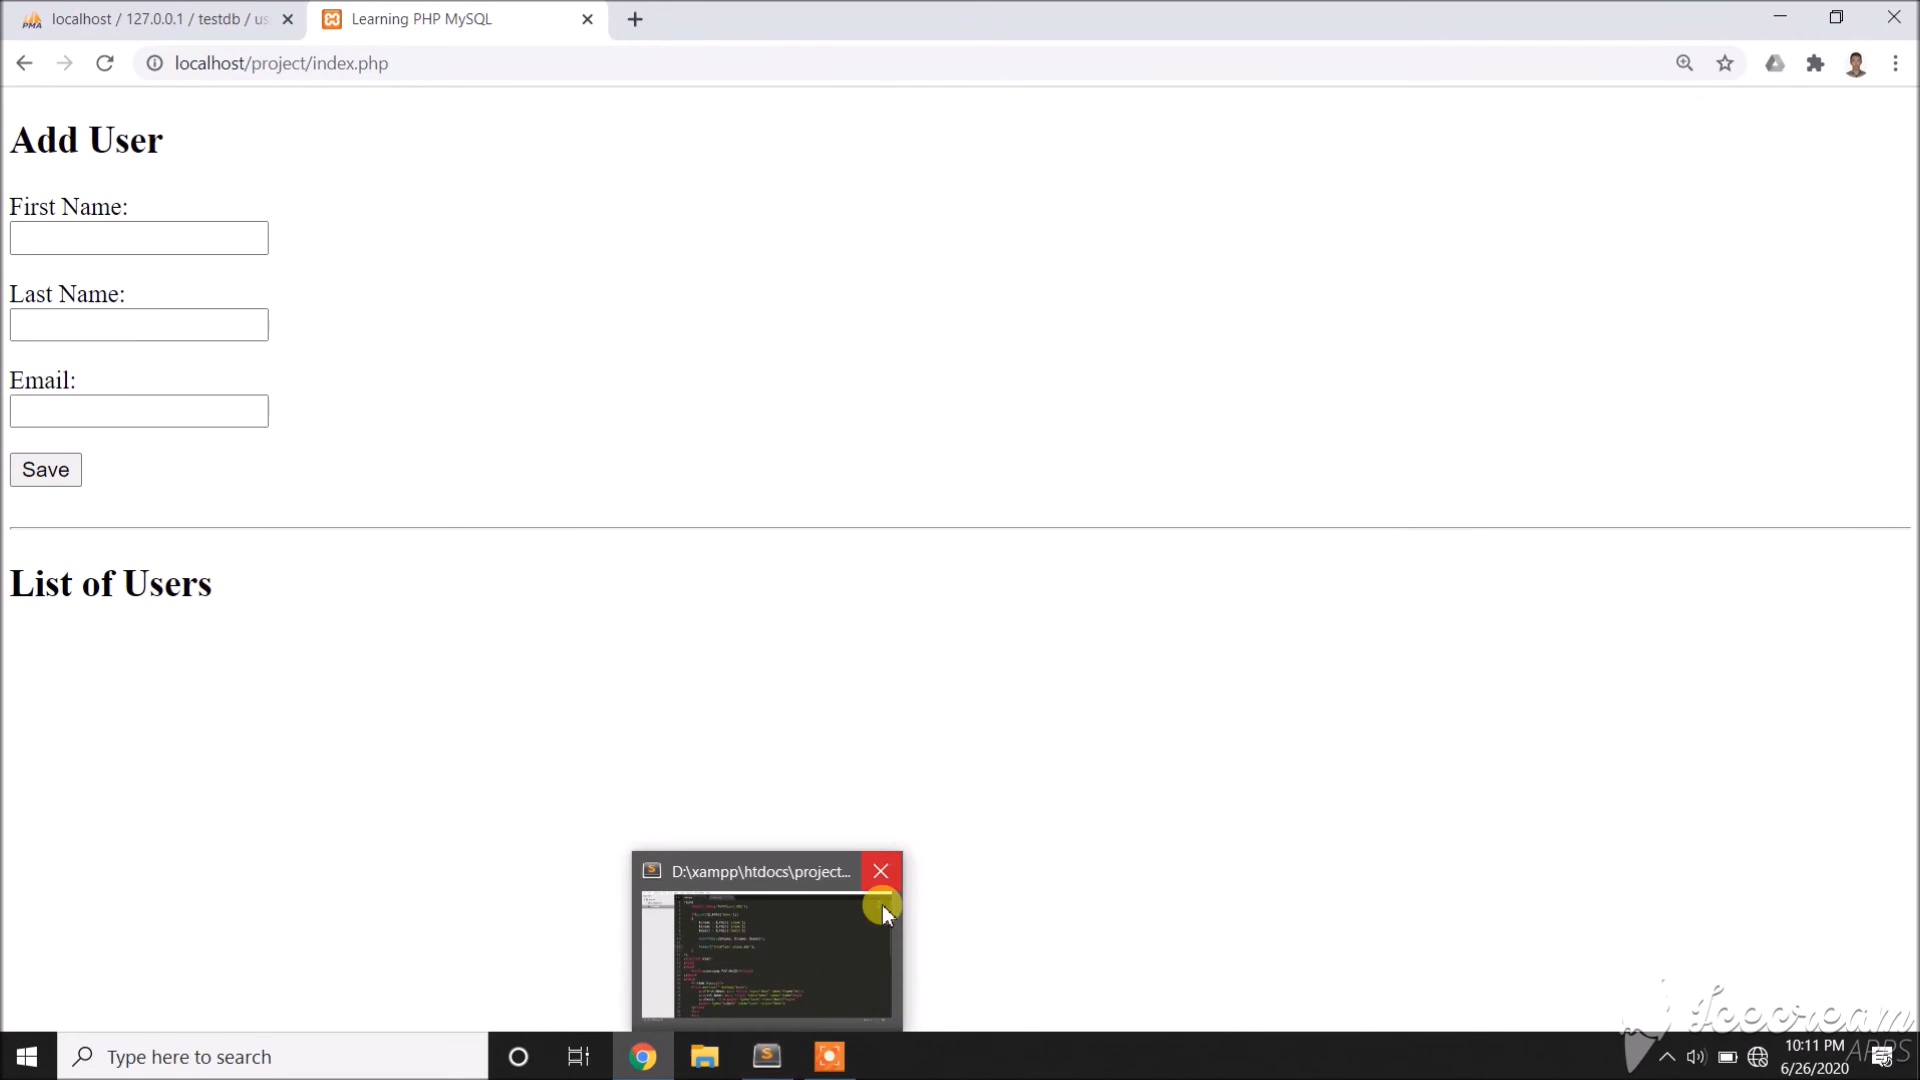 localhost / 127.0.0.1 / testdb / us
Learning PHP MySQL
localhost/project/index.php
Add User
First Name:
Last Name:
Email:
Save
List of Users
D:\xampp\htdocs\project...
Type here to search
Icecream
APPS
10:11 PM
6/26/2020